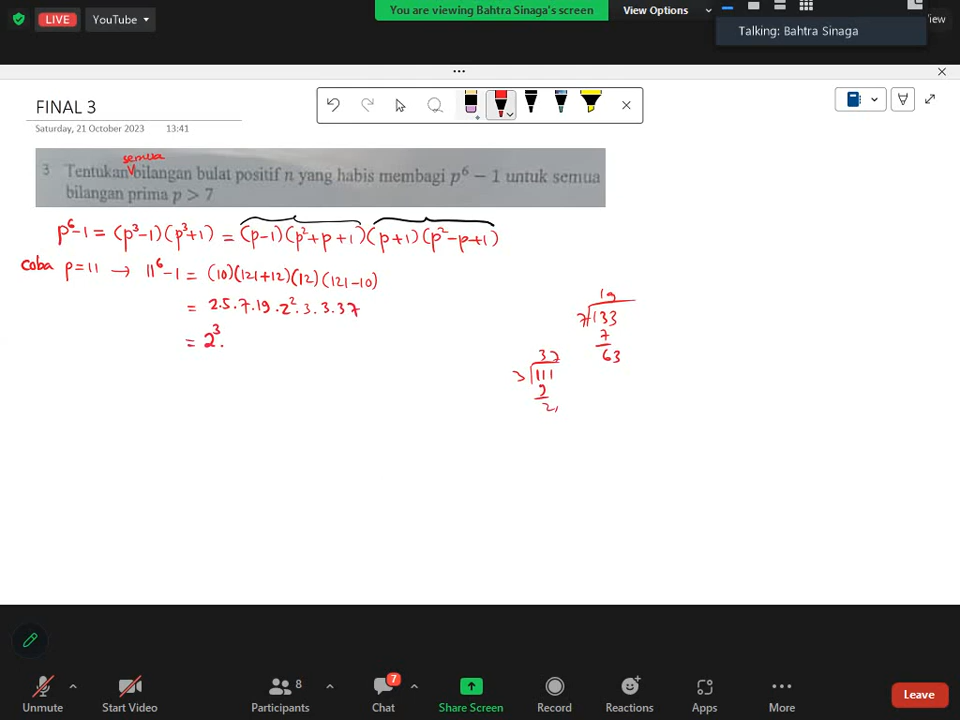 LIVE YouTube You are viewing Bahtra Sinaga's screen View Options
Talking: Bahtra Sinaga
FINAL 3
Saturday, 21 October 2023 13:41
semua
3 Tentukan V bilangan bulat positif n yang habis membagi p⁶ − 1 untuk semua
bilangan prima p > 7
p⁶-1 = (p³-1)(p³+1) = (p-1)(p²+p+1)(p+1)(p²-p+1)
coba p=11 → 11⁶-1 = (10)(121+12)(12)(121-10)
= 2.5.7.19.2².3.3.37
= 2³.
19
7 133
7
63
37
3 111
9
21
Unmute Start Video 8 Participants 7 Chat Share Screen Record Reactions Apps More Leave